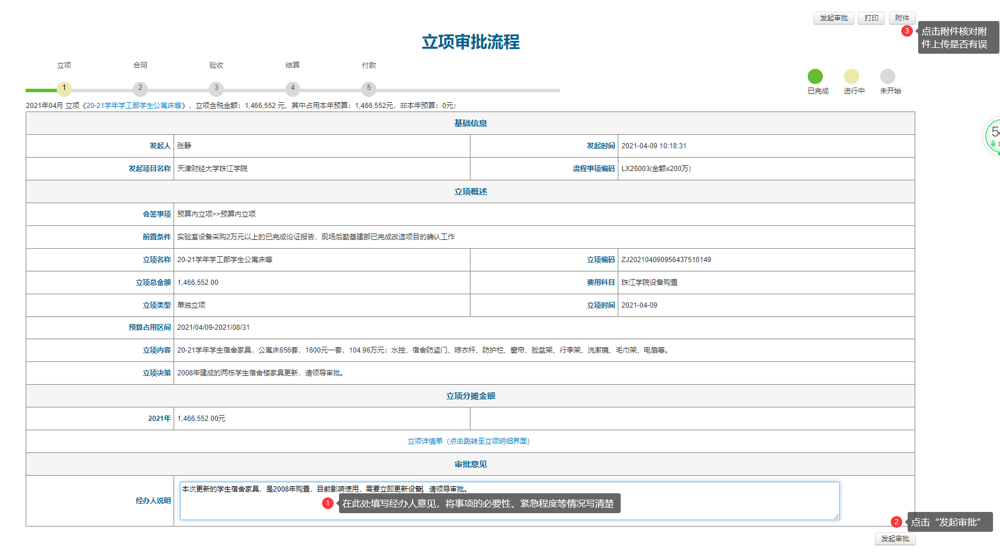 发起审批 打印 附件
3 点击附件核对附
件上传是否有误
立项审批流程
立项 合同 验收 结算 付款
1 2 3 4 5
已完成 进行中 未开始
2021年04月 立项《20-21学年学工部学生公寓床等》，立项含税金额：1,466,552 元，其中占用本年预算：1,466,552元，非本年预算：0元；
基础信息
发起人 张静 发起时间 2021-04-09 10:18:31
发起项目名称 天津财经大学珠江学院 流程事项编码 LX26003(金额≤200万)
立项概述
会签事项 预算内立项>>预算内立项
前置条件 实验室设备采购2万元以上的已完成论证报告，现场后勤基建部已完成改造项目的确认工作
立项名称 20-21学年学工部学生公寓床等 立项编码 ZJ202104090956437510149
立项总金额 1,466,552.00 费用科目 珠江学院设备购置
立项类型 单独立项 立项时间 2021-04-09
预算占用区间 2021/04/09-2021/08/31
立项内容 20-21学年学生宿舍家具，公寓床656套，1600元一套，104.96万元；水控、宿舍防盗门、晾衣杆、防护栏、窗帘、脸盆架、行李架、洗漱镜、毛巾架、电扇等。
立项决策 2008年建成的两栋学生宿舍楼家具更新，请领导审批。
立项分摊金额
2021年 1,466,552.00元
立项详情单（点击跳转至立项明细界面）
审批意见
经办人说明 本次更新的学生宿舍家具，是2008年购置，目前影响使用，需要立即更新设备，请领导审批。
1 在此处填写经办人意见，将事项的必要性、紧急程度等情况写清楚
2 点击“发起审批”
发起审批